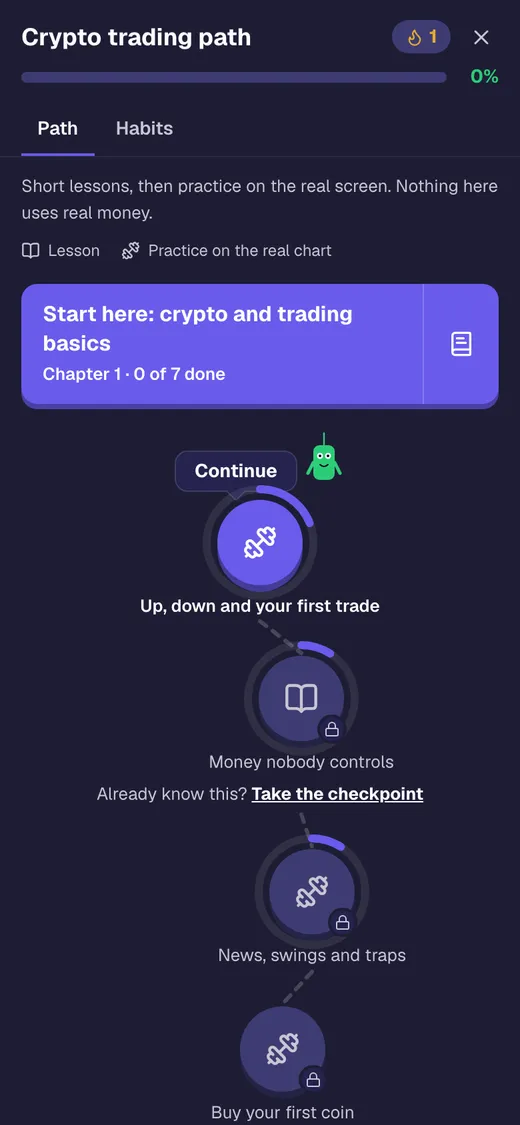 Crypto trading path
1
0%
Path
Habits
Short lessons, then practice on the real screen. Nothing here
uses real money.
Lesson
Practice on the real chart
Start here: crypto and trading
basics
Chapter 1 · 0 of 7 done
Continue
Up, down and your first trade
Money nobody controls
Already know this? Take the checkpoint
News, swings and traps
Buy your first coin